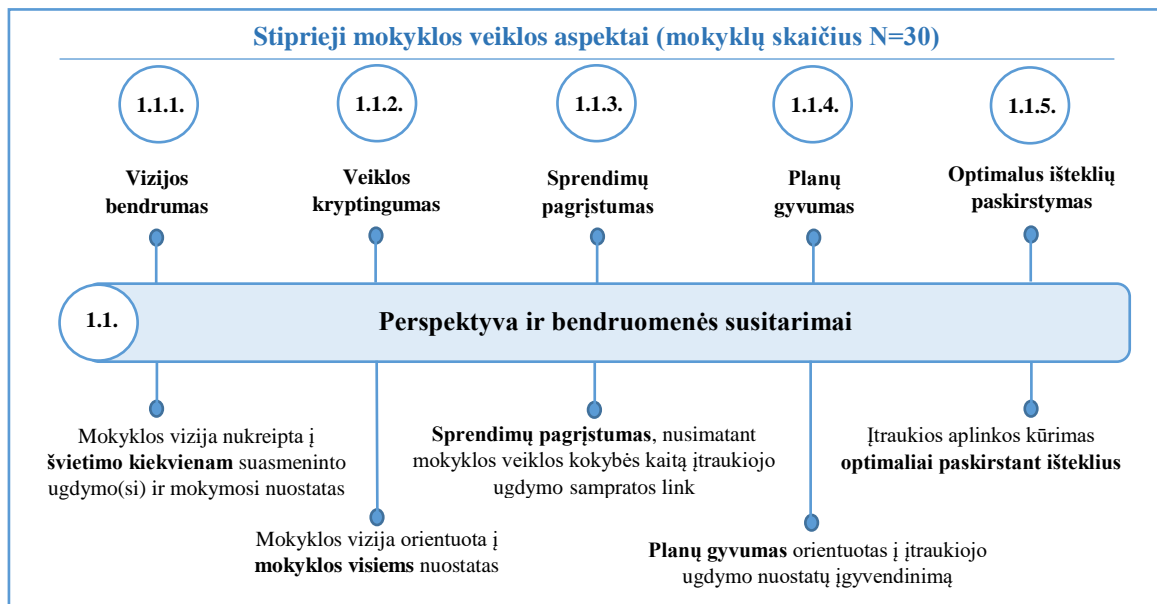 Stiprieji mokyklos veiklos aspektai (mokyklų skaičius N=30)
1.1.1.
1.1.2.
1.1.3.
1.1.4.
1.1.5.
Vizijos
bendrumas
Veiklos
kryptingumas
Sprendimų
pagrįstumas
Planų
gyvumas
Optimalus išteklių
paskirstymas
1.1.
Perspektyva ir bendruomenės susitarimai
Mokyklos vizija nukreipta į
švietimo kiekvienam suasmeninto
ugdymo(si) ir mokymosi nuostatas
Mokyklos vizija orientuota į
mokyklos visiems nuostatas
Sprendimų pagrįstumas, nusimatant
mokyklos veiklos kokybės kaitą įtraukiojo
ugdymo sampratos link
Planų gyvumas orientuotas į įtraukiojo
ugdymo nuostatų įgyvendinimą
Įtraukios aplinkos kūrimas
optimaliai paskirstant išteklius